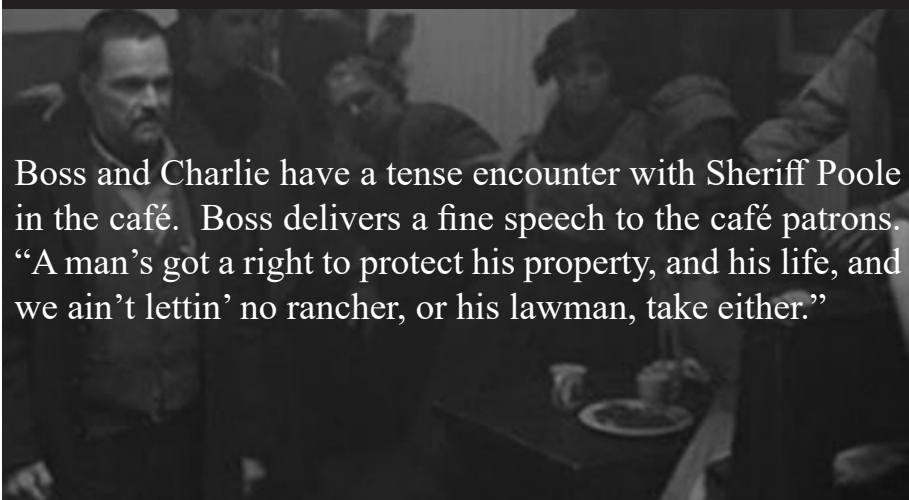 Boss and Charlie have a tense encounter with Sheriff Poole
in the café.  Boss delivers a fine speech to the café patrons.
“A man’s got a right to protect his property, and his life, and
we ain’t lettin’ no rancher, or his lawman, take either.”